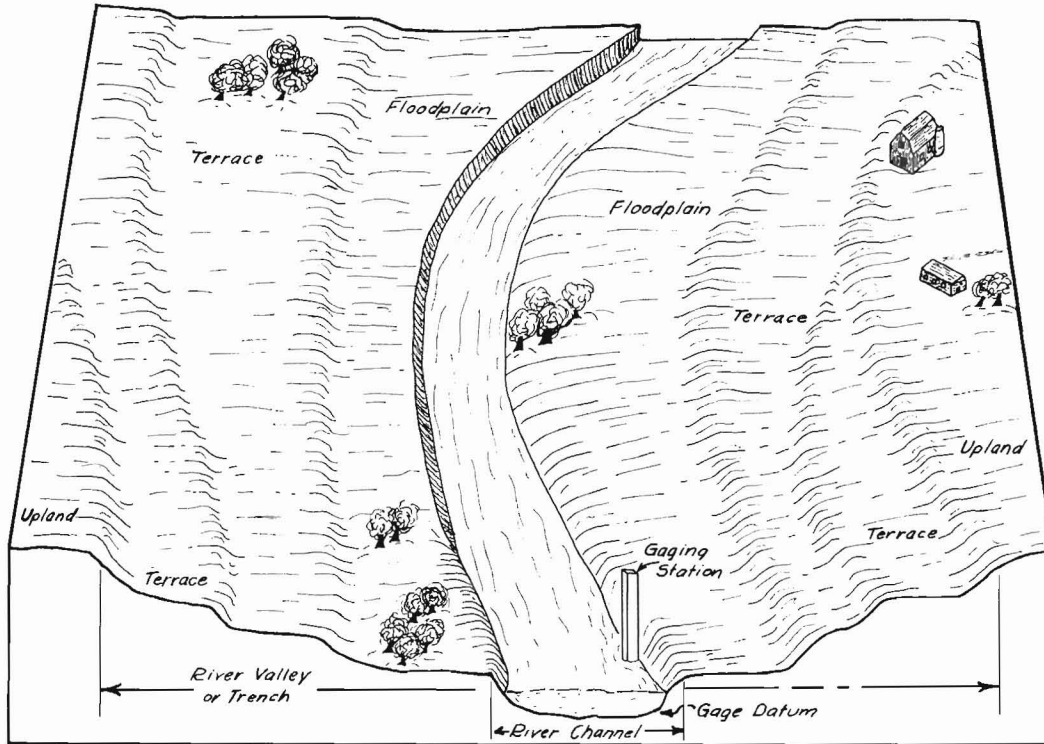 Floodplain
Terrace
Floodplain
Terrace
Upland
Upland
Terrace
Gaging
Station
Terrace
River Valley
or Trench
Gage Datum
River Channel